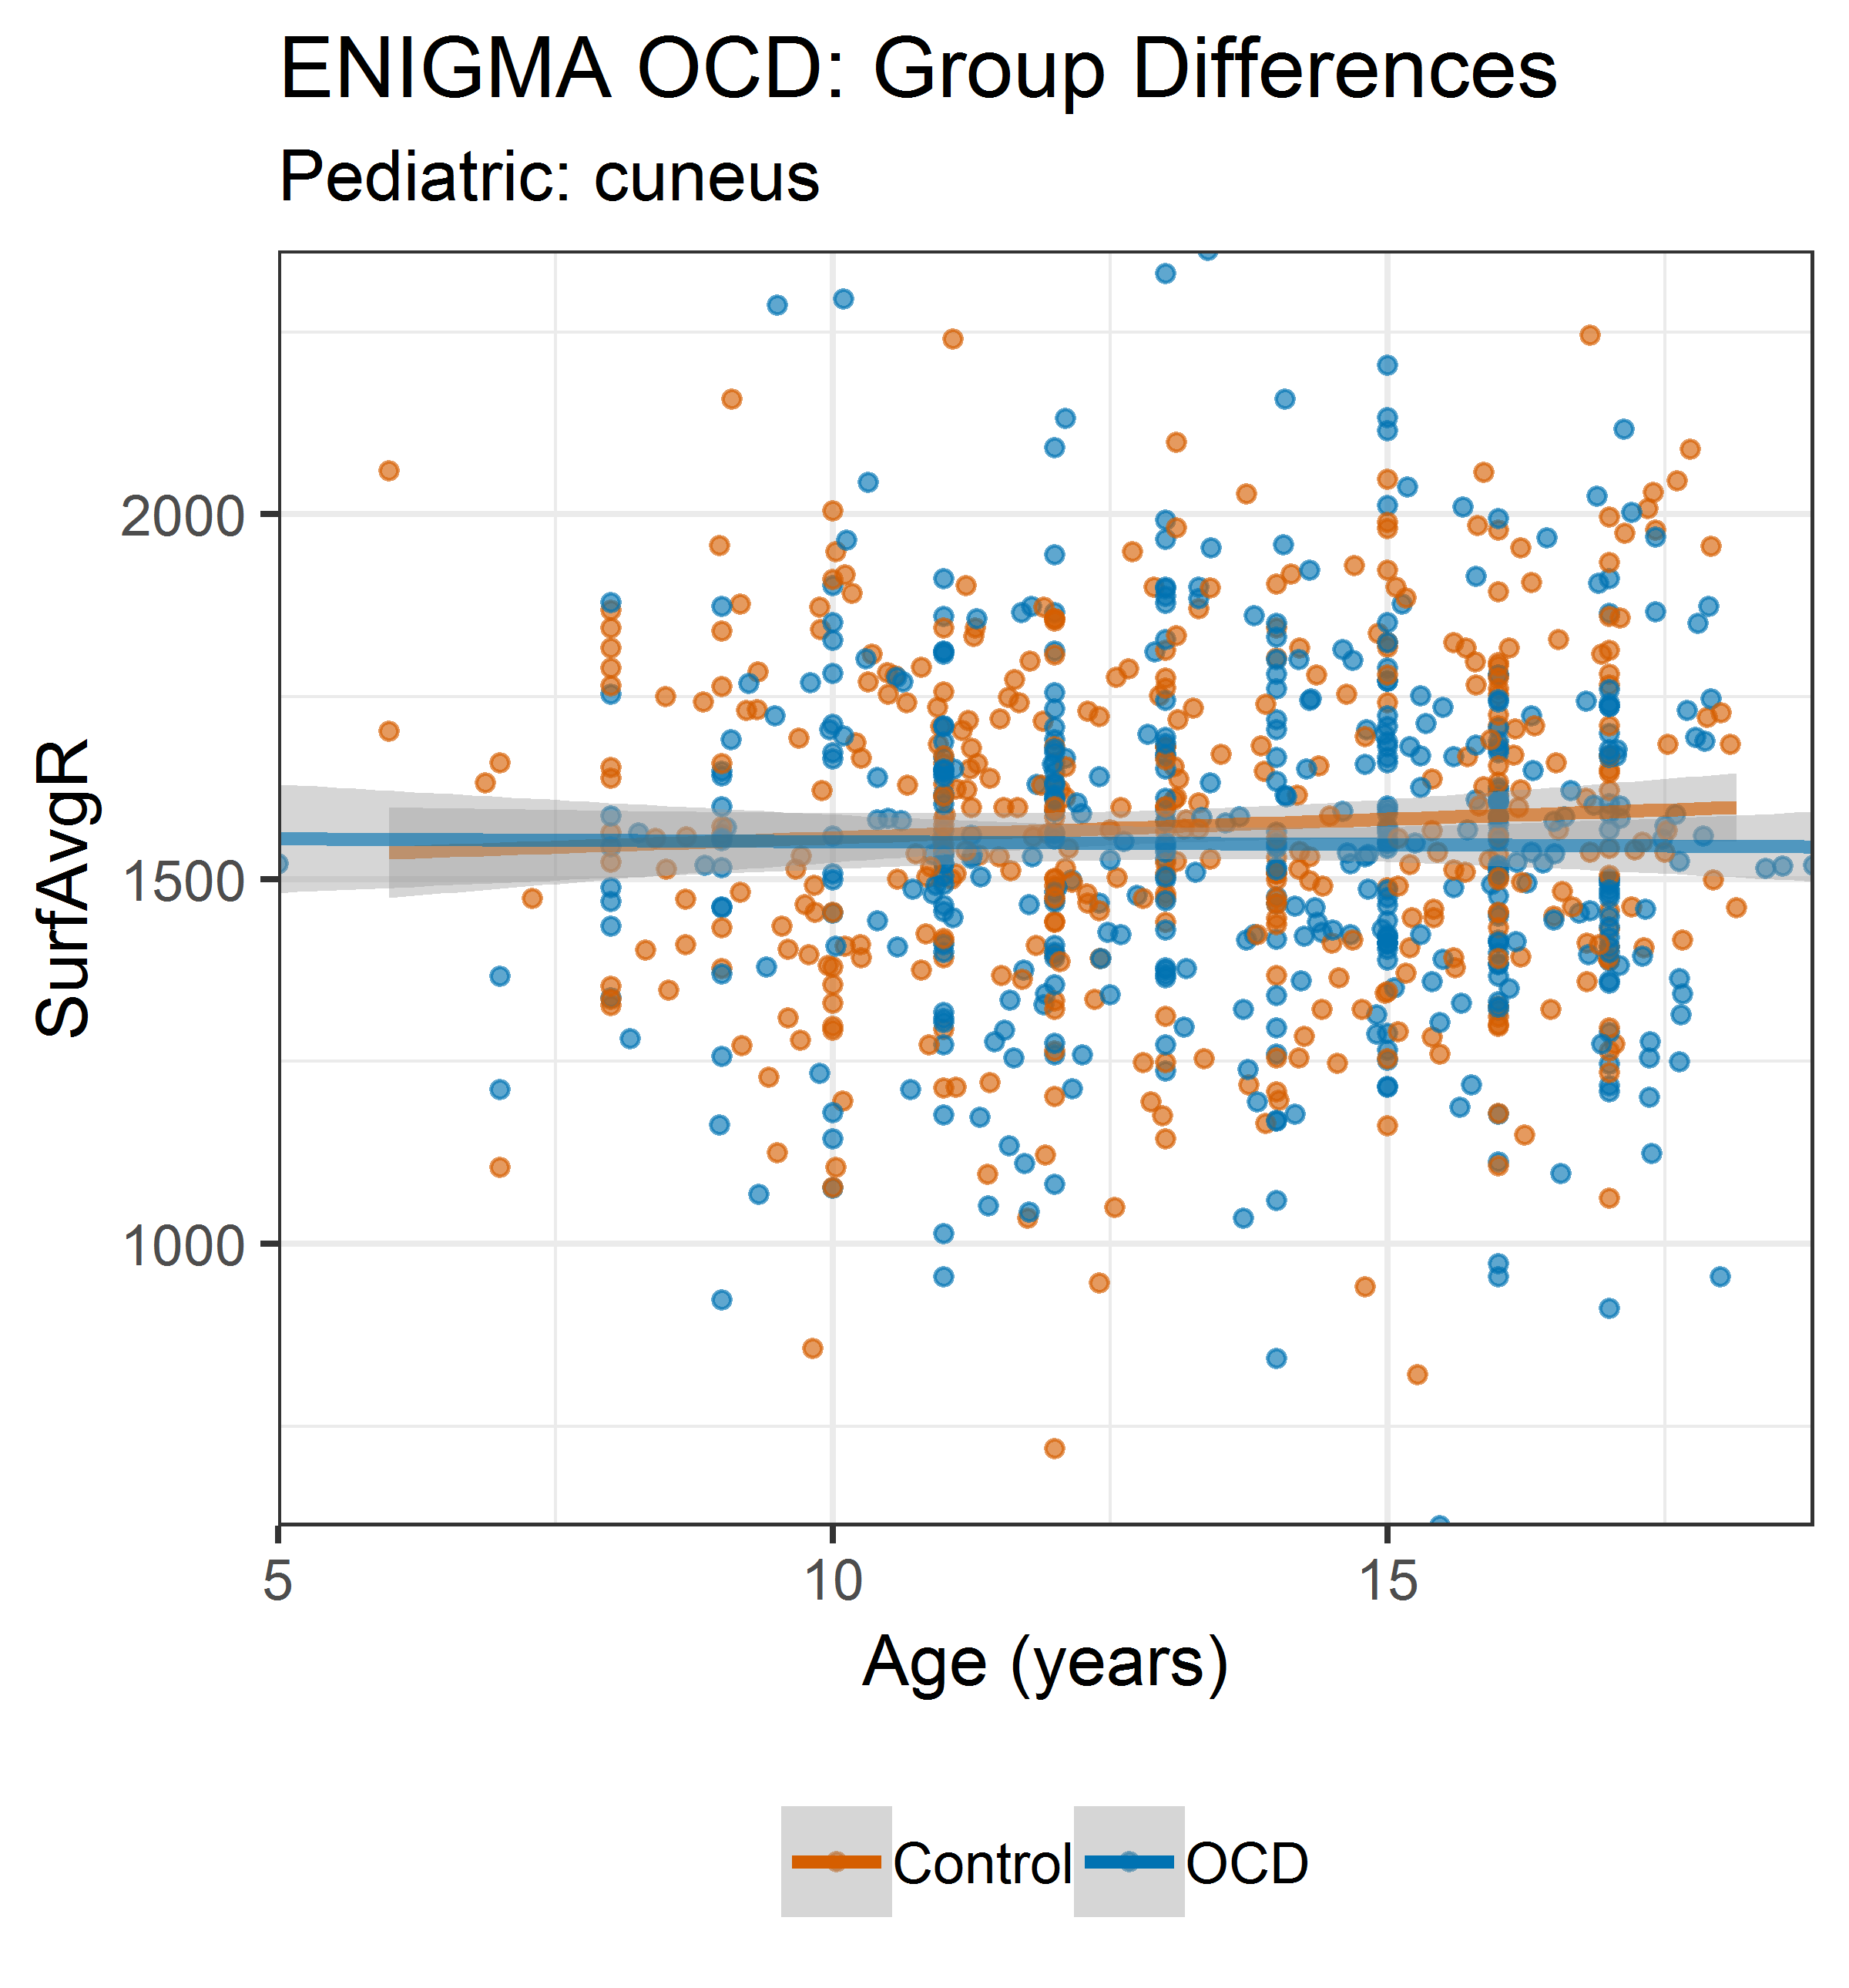 ENIGMA OCD: Group Differences
Pediatric: cuneus
SurfAvgR
2000
1500
1000
5 10 15
Age (years)
Control OCD